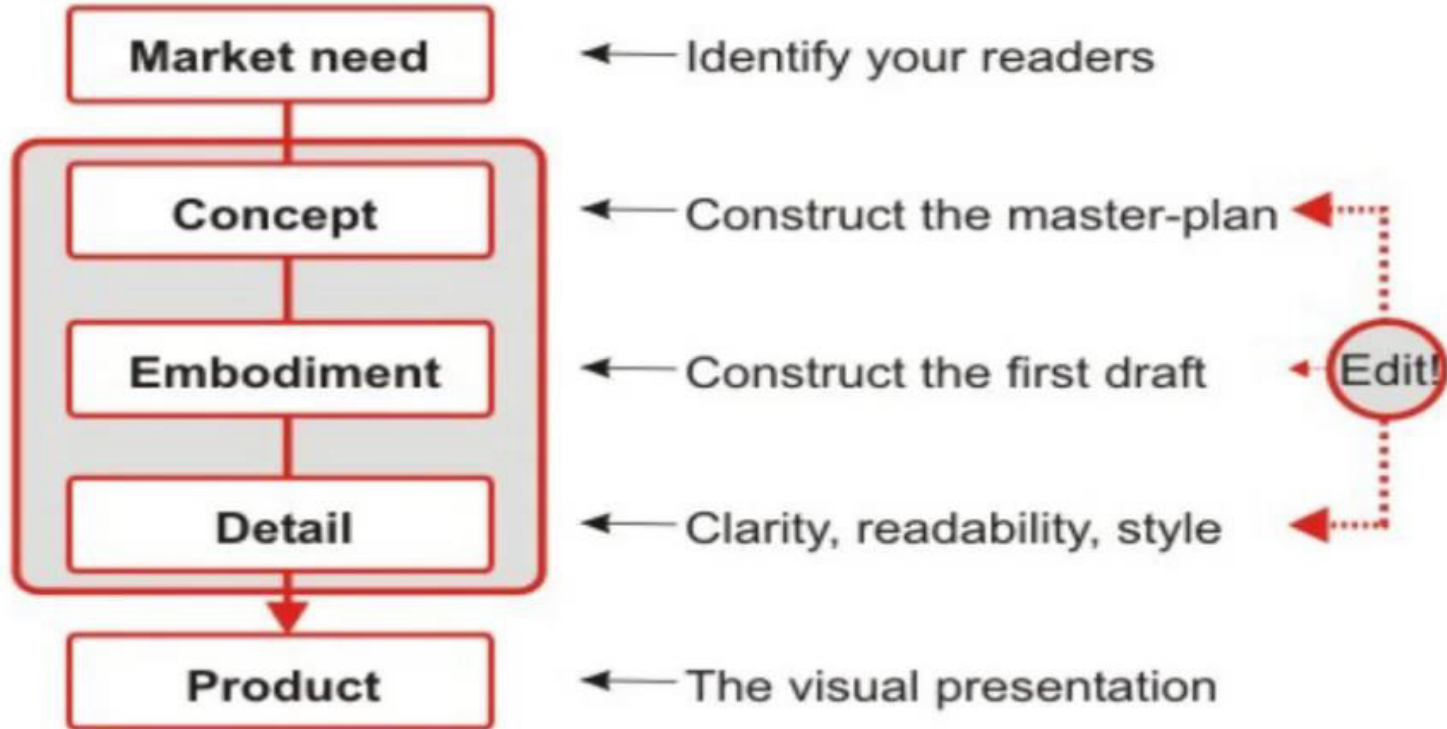 Market need
Identify your readers
Concept
Construct the master-plan
Embodiment
Construct the first draft
Edit!
Detail
Clarity, readability, style
Product
The visual presentation